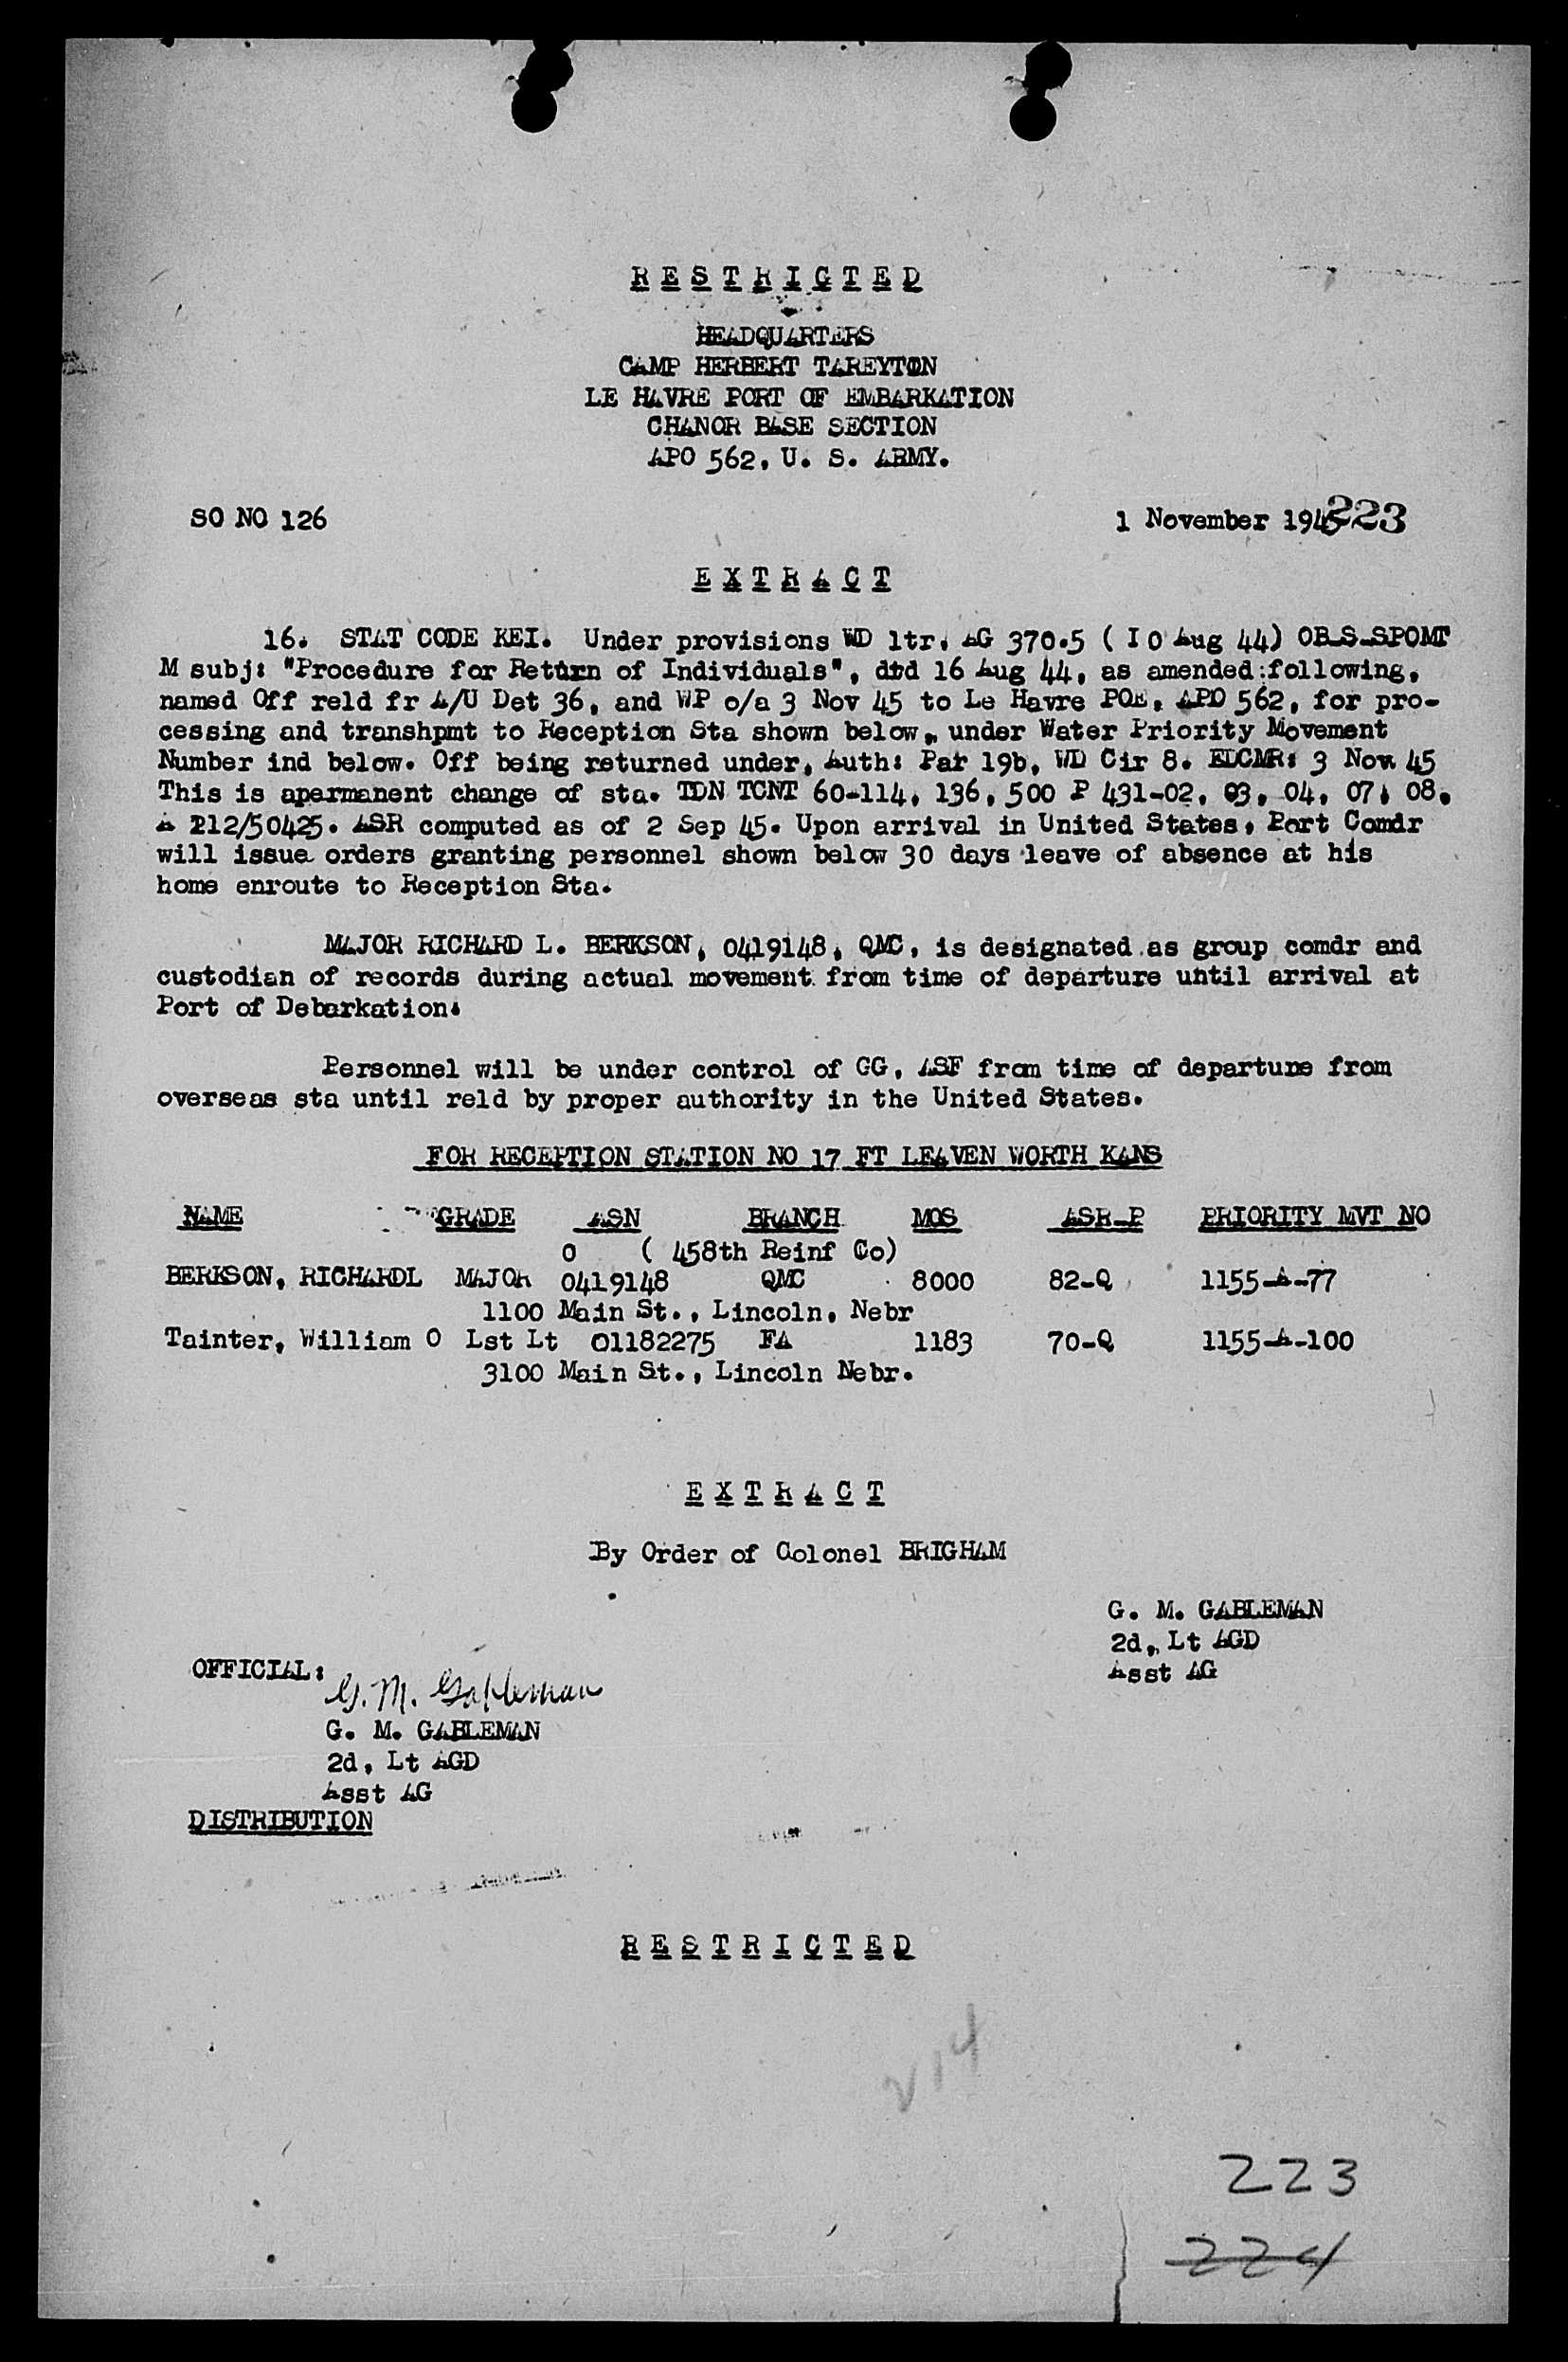 R E S T R I C T E D
HEADQUARTERS
CAMP HERBERT TAREYTON
LE HAVRE PORT OF EMBARKATION
CHANOR BASE SECTION
APO 562, U. S. ARMY.
SO NO 126
1 November 1945
223
E X T R A C T
16. STAT CODE KEI. Under provisions WD ltr, AG 370.5 ( I 0 Aug 44) OB-S-SPOMT
M subj: "Procedure for Return of Individuals", dtd 16 Aug 44, as amended:following,
named Off reld fr A/U Det 36, and WP o/a 3 Nov 45 to Le Havre POE, APO 562, for pro-
cessing and transhpmt to Reception Sta shown below, under Water Priority Movement
Number ind below. Off being returned under, Auth: Par 19b, WD Cir 8. EDCMR: 3 Nov 45
This is apermanent change of sta. TDN TCNT 60-114, 136, 500 P 431-02, 03, 04, 07, 08,
A 212/50425. ASR computed as of 2 Sep 45. Upon arrival in United States, Port Comdr
will issue orders granting personnel shown below 30 days leave of absence at his
home enroute to Reception Sta.
MAJOR RICHARD L. BERKSON, 0419148, QMC, is designated as group comdr and
custodian of records during actual movement from time of departure until arrival at
Port of Debarkation.
Personnel will be under control of CG, ASF from time of departure from
overseas sta until reld by proper authority in the United States.
FOR RECEPTION STATION NO 17 FT LEAVEN WORTH KANS
NAME GRADE ASN BRANCH MOS ASR-P PRIORITY MVT NO
O ( 458th Reinf Co)
BERKSON, RICHARDL MAJOR 0419148 QMC 8000 82-Q 1155-A-77
1100 Main St., Lincoln, Nebr
Tainter, William O Lst Lt 01182275 FA 1183 70-Q 1155-A-100
3100 Main St., Lincoln Nebr.
E X T R A C T
By Order of Colonel BRIGHAM
G. M. GABLEMAN
2d, Lt AGD
Asst AG
OFFICIAL:
G. M. Gableman
G. M. GABLEMAN
2d, Lt AGD
Asst AG
DISTRIBUTION
R E S T R I C T E D
214
223
224